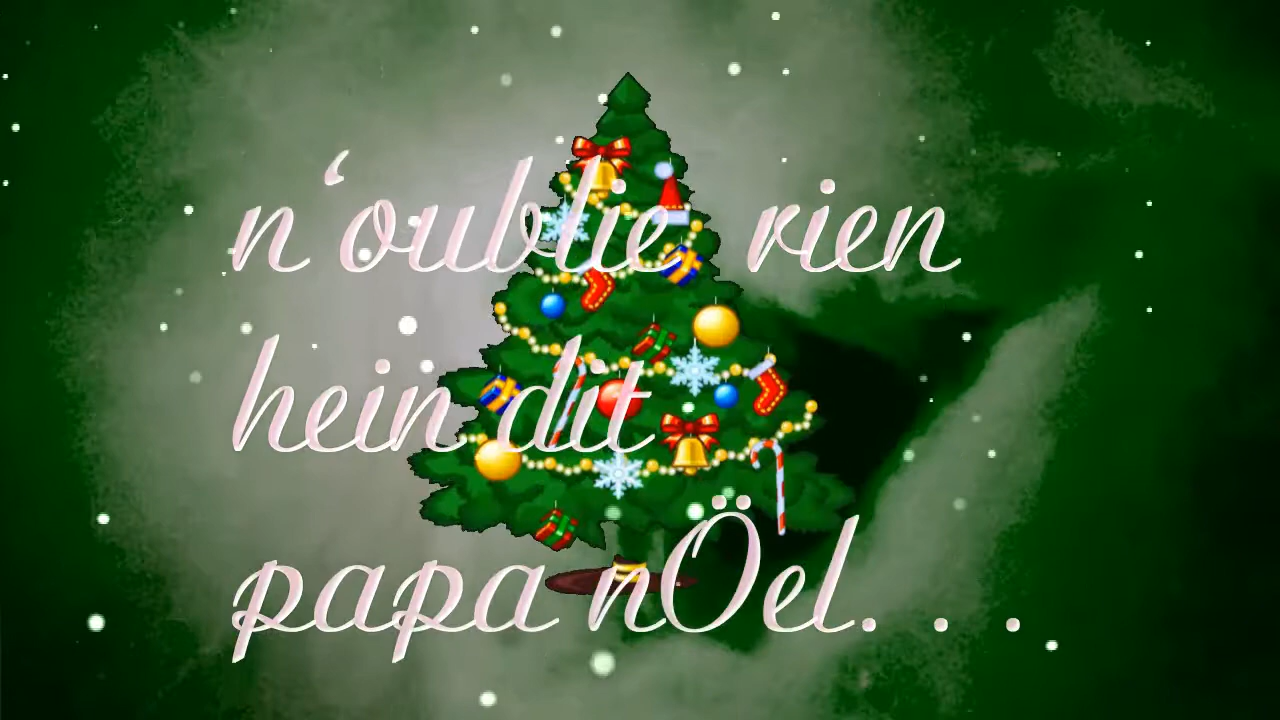 n‘oublie rien
hein dit
papa nÖel. . .